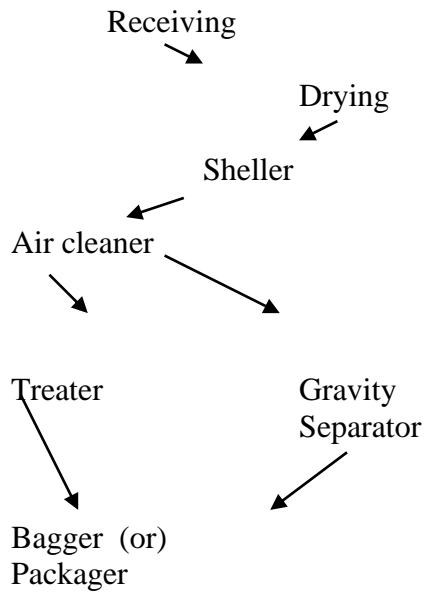 Receiving
Drying
Sheller
Air cleaner
Treater
Gravity
Separator
Bagger (or)
Packager